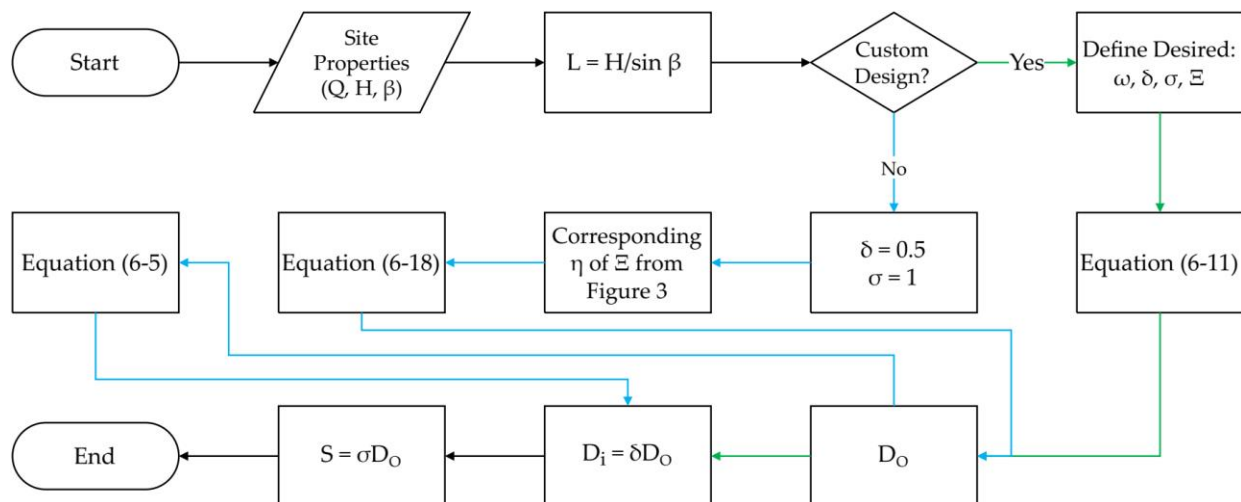 Start
Site
Properties
(Q, H, β)
L = H/sin β
Custom
Design?
Yes
Define Desired:
ω, δ, σ, Ξ
No
Equation (6-5)
Equation (6-18)
Corresponding
η of Ξ from
Figure 3
δ = 0.5
σ = 1
Equation (6-11)
End
S = σD_O
D_i = δD_O
D_O